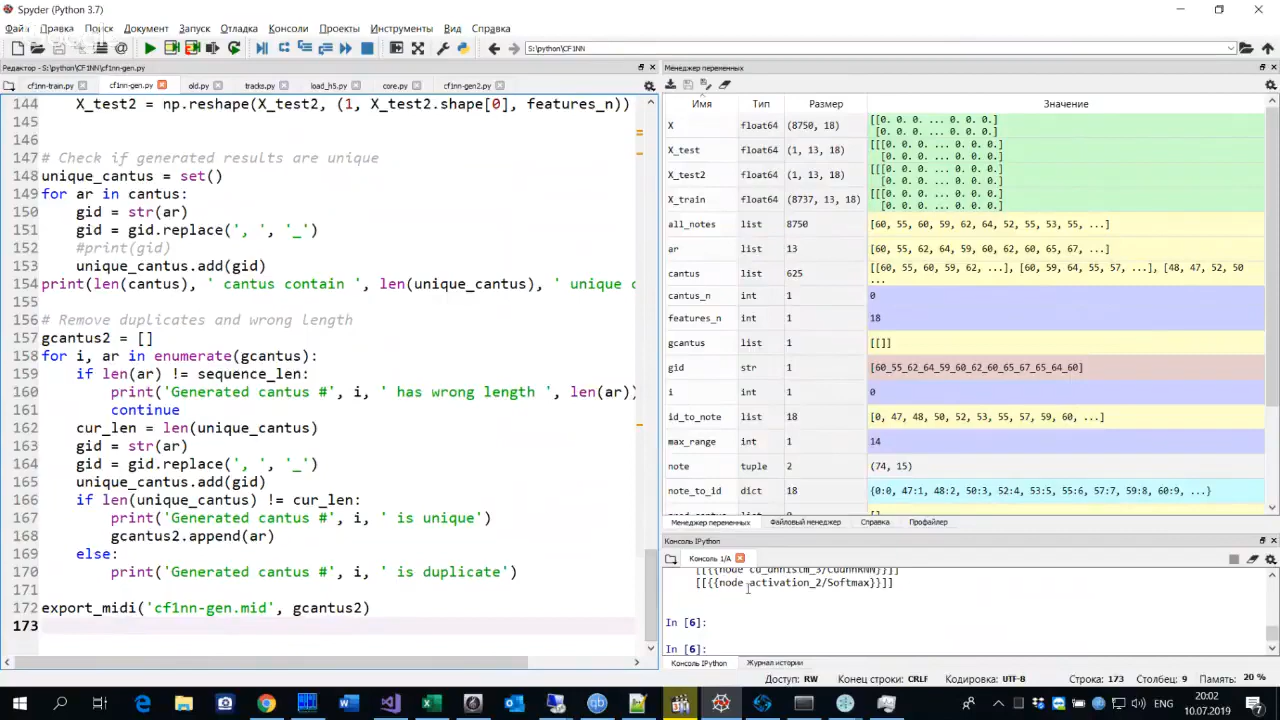 Spyder (Python 3.7)
Файл Правка Поиск Документ Запуск Отладка Консоли Проекты Инструменты Вид Справка
S:\python\CF1NN
Редактор - S:\python\CF1NN\cf1nn-gen.py
cf1nn-train.py cf1nn-gen.py old.py tracks.py load_h5.py core.py cf1nn-gen2.py
144 X_test2 = np.reshape(X_test2, (1, X_test2.shape[0], features_n))
145
146
147 # Check if generated results are unique
148 unique_cantus = set()
149 for ar in cantus:
150 gid = str(ar)
151 gid = gid.replace(', ', '_')
152 #print(gid)
153 unique_cantus.add(gid)
154 print(len(cantus), ' cantus contain ', len(unique_cantus), ' unique
155
156 # Remove duplicates and wrong length
157 gcantus2 = []
158 for i, ar in enumerate(gcantus):
159 if len(ar) != sequence_len:
160 print('Generated cantus #', i, ' has wrong length ', len(ar))
161 continue
162 cur_len = len(unique_cantus)
163 gid = str(ar)
164 gid = gid.replace(', ', '_')
165 unique_cantus.add(gid)
166 if len(unique_cantus) != cur_len:
167 print('Generated cantus #', i, ' is unique')
168 gcantus2.append(ar)
169 else:
170 print('Generated cantus #', i, ' is duplicate')
171
172 export_midi('cf1nn-gen.mid', gcantus2)
173
Менеджер переменных
Имя Тип Размер Значение
X float64 (8750, 18) [[0. 0. 0. ... 0. 0. 0.]
[0. 0. 0. ... 0. 0. 0.]
X_test float64 (1, 13, 18) [[[0. 0. 0. ... 0. 0. 0.]
[0. 0. 0. ... 0. 0. 0.]
X_test2 float64 (1, 13, 18) [[[0. 0. 0. ... 0. 0. 0.]
[0. 0. 0. ... 0. 0. 0.]
X_train float64 (8737, 13, 18) [[[0. 0. 0. ... 0. 0. 0.]
[0. 0. 0. ... 0. 0. 0.]
all_notes list 8750 [60, 55, 60, 59, 62, 64, 52, 55, 53, 55, ...]
ar list 13 [60, 55, 62, 64, 59, 60, 62, 60, 65, 67, ...]
cantus list 625 [[60, 55, 60, 59, 62, ...], [60, 59, 64, 55, 57, ...], [48, 47, 52, 50
...
cantus_n int 1 0
features_n int 1 18
gcantus list 1 [[]]
gid str 1 [60_55_62_64_59_60_62_60_65_67_65_64_60]
i int 1 0
id_to_note list 18 [0, 47, 48, 50, 52, 53, 55, 57, 59, 60, ...]
max_range int 1 14
note tuple 2 (74, 15)
note_to_id dict 18 {0:0, 47:1, 48:2, 50:3, 52:4, 53:5, 55:6, 57:7, 59:8, 60:9, ...}
Менеджер переменных Файловый менеджер Справка Профайлер
Консоль IPython
Консоль 1/A
[[{{node cu_dnnlstm_3/CudnnRNN}}]]
[[{{node activation_2/Softmax}}]]
In [6]:
In [6]:
Консоль IPython Журнал истории
Доступ: RW Конец строки: CRLF Кодировка: UTF-8 Строка: 173 Столбец: 9 Память: 20 %
ENG 20:02
10.07.2019